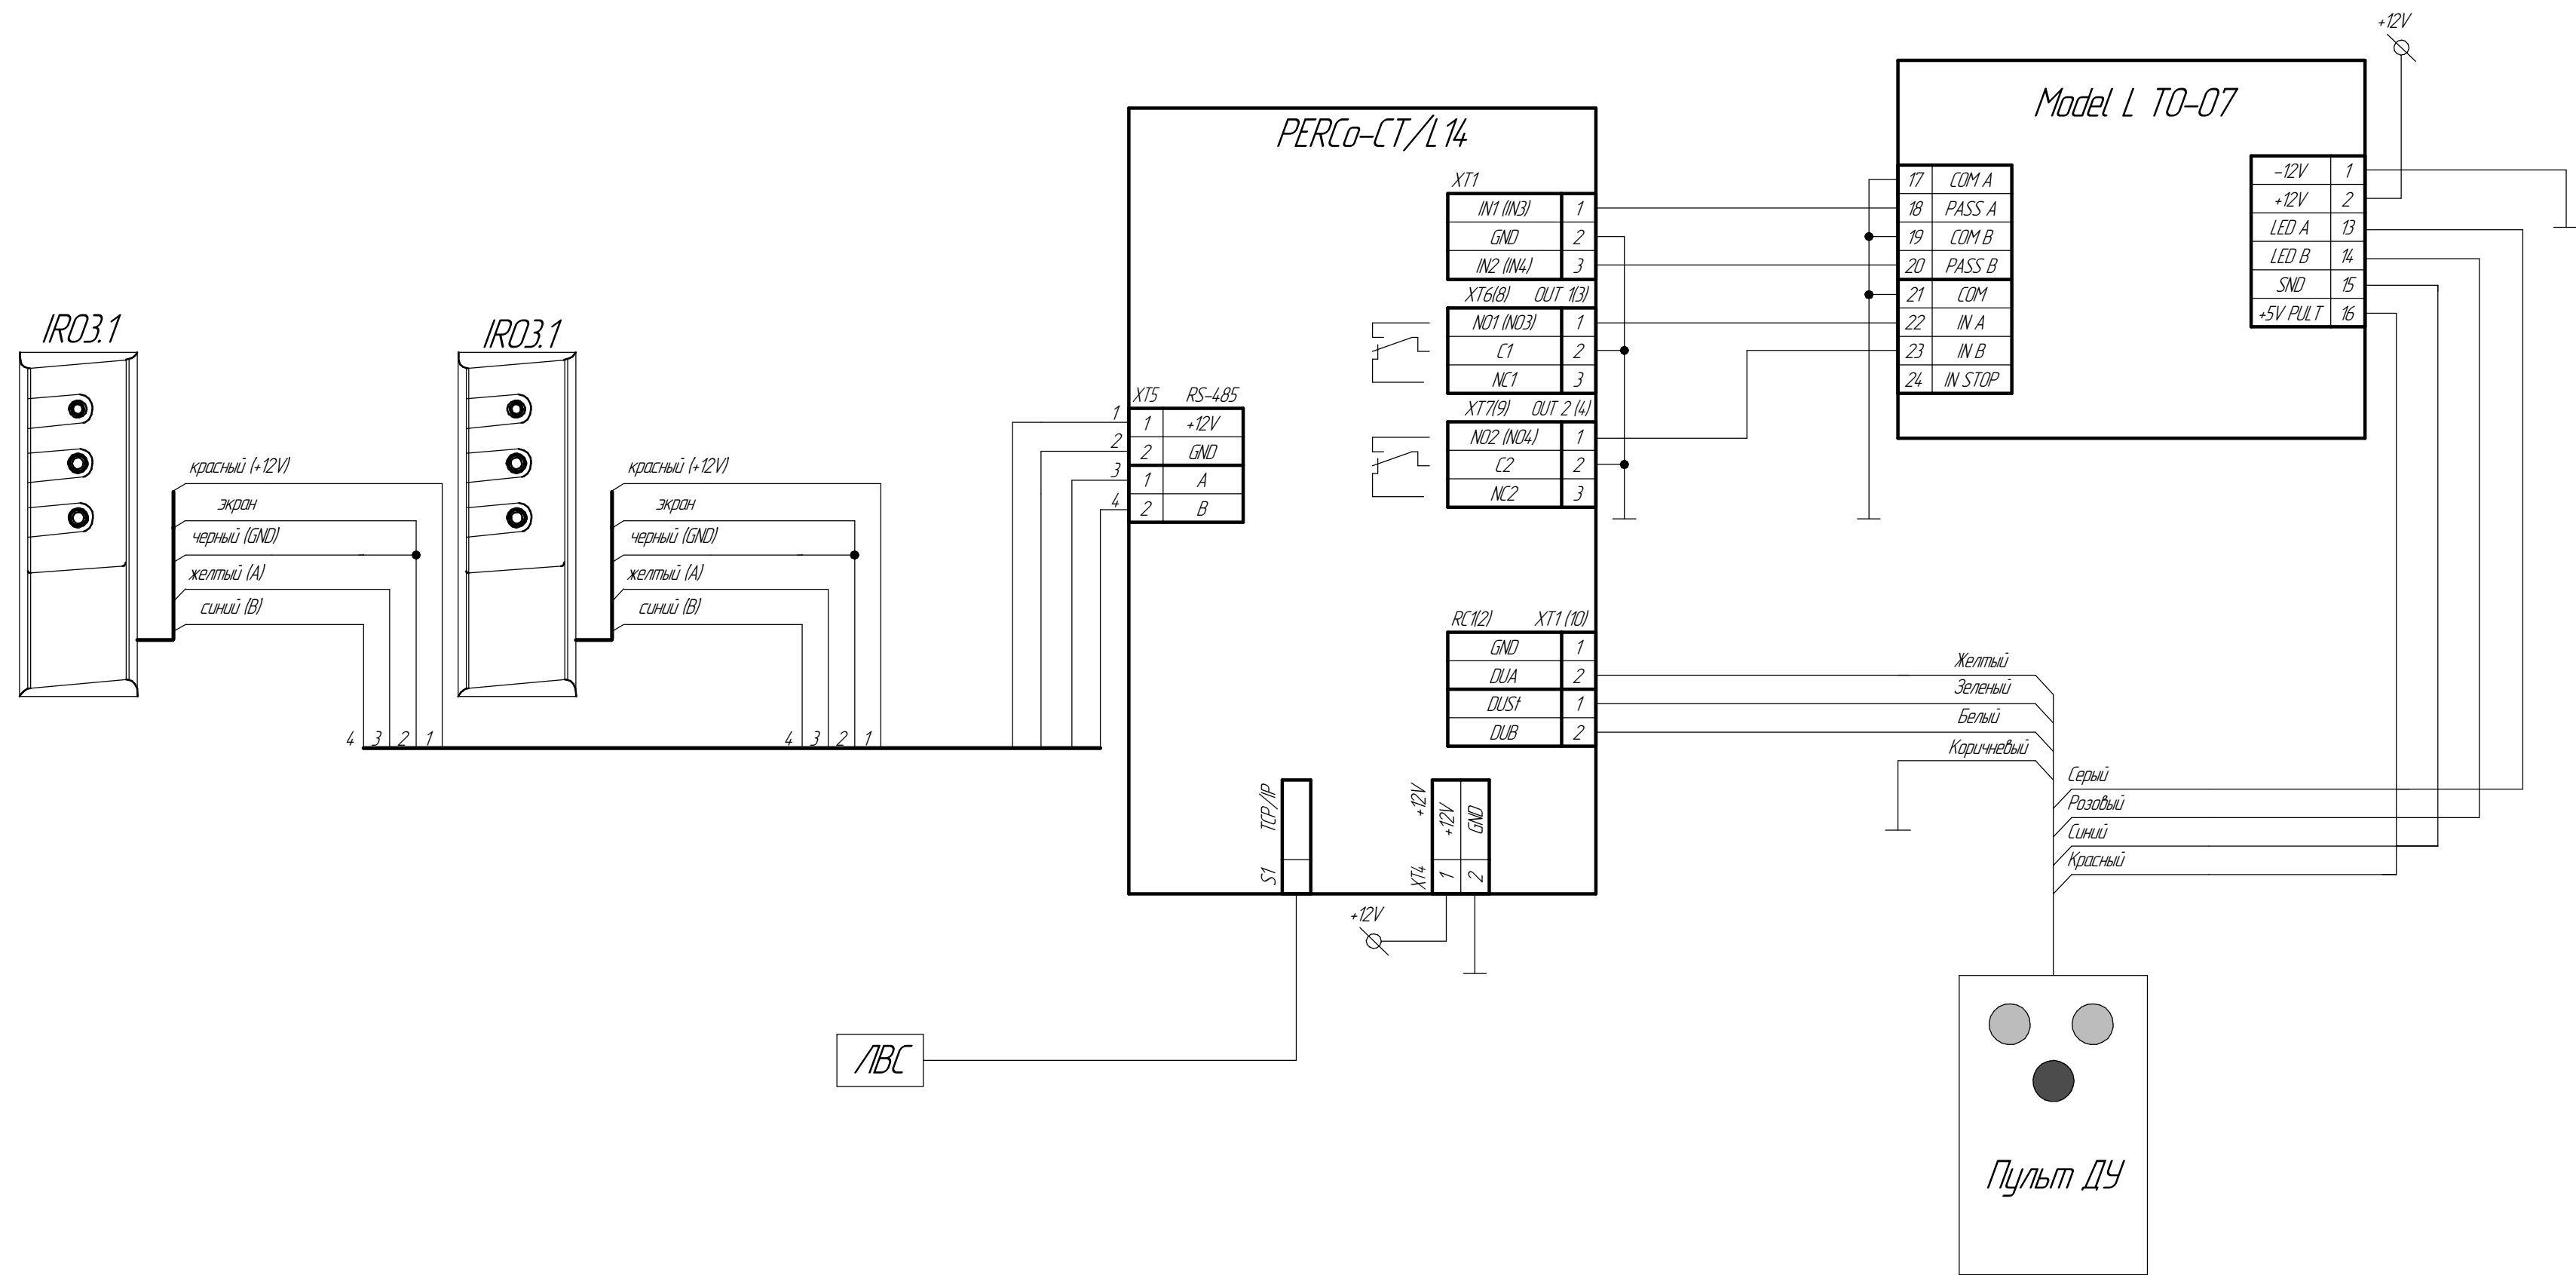 IR03.1
красный (+12V)
экран
черный (GND)
желтый (А)
синий (В)
4 3 2 1
IR03.1
красный (+12V)
экран
черный (GND)
желтый (А)
синий (В)
4 3 2 1
PERCo-CT/L14
XT5 RS-485
1 1 +12V
2 2 GND
3 1 A
4 2 B
XT1
IN1 (IN3) 1
GND 2
IN2 (IN4) 3
XT6(8) OUT 1(3)
NO1 (NO3) 1
C1 2
NC1 3
XT7(9) OUT 2 (4)
NO2 (NO4) 1
C2 2
NC2 3
RC1(2) XT1 (10)
GND 1
DUA 2
DUSt 1
DUB 2
S1 TCP/IP
XT4 +12V
1 +12V
2 GND
+12V
ЛВС
Model L TO-07
17 COM A
18 PASS A
19 COM B
20 PASS B
21 COM
22 IN A
23 IN B
24 IN STOP
-12V 1
+12V 2
LED A 13
LED B 14
SND 15
+5V PULT 16
+12V
Желтый
Зеленый
Белый
Коричневый
Серый
Розовый
Синий
Красный
Пульт ДУ